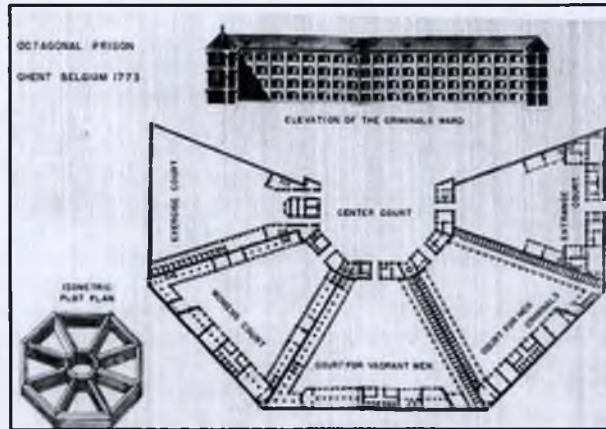 OCTAGONAL PRISON
GHENT BELGIUM 1773
ELEVATION OF THE CRIMINALS WARD
EXERCISE COURT
CENTER COURT
ENTRANCE
COURT
ISOMETRIC
PLOT PLAN
WOMENS COURT
COURT FOR VAGRANT MEN
COURT FOR MEN
CRIMINALS